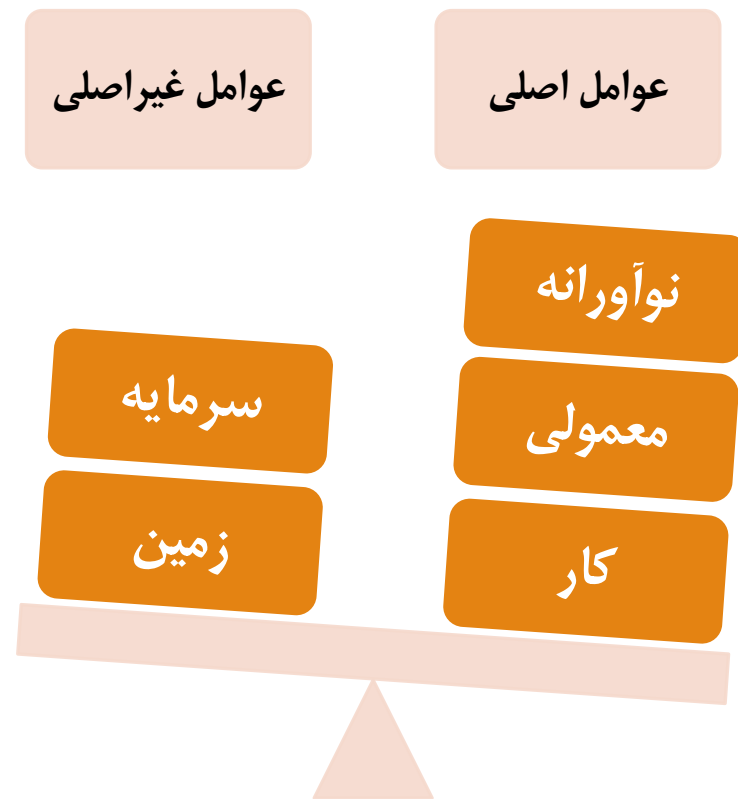 عوامل اصلی
عوامل غیراصلی
نوآورانه
معمولی
کار
سرمایه
زمین